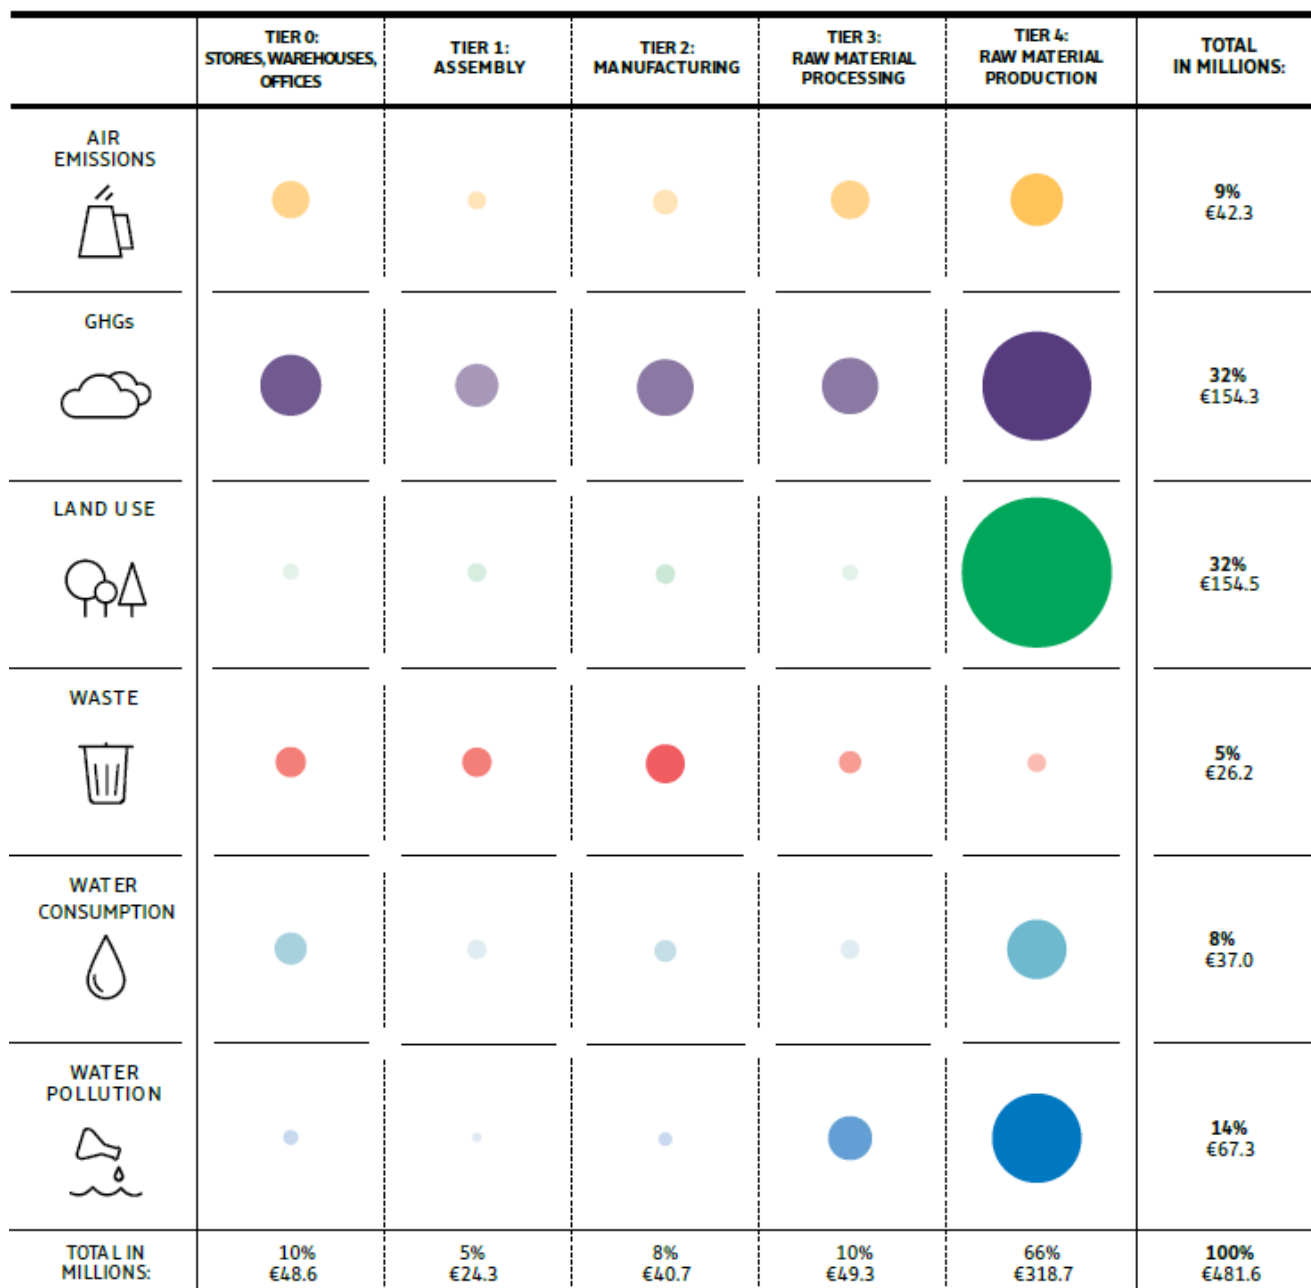 TIER 0:
STORES, WAREHOUSES,
OFFICES
TIER 1:
ASSEMBLY
TIER 2:
MANUFACTURING
TIER 3:
RAW MATERIAL
PROCESSING
TIER 4:
RAW MATERIAL
PRODUCTION
TOTAL
IN MILLIONS:
AIR
EMISSIONS
9%
€42.3
GHGs
32%
€154.3
LAND USE
32%
€154.5
WASTE
5%
€26.2
WATER
CONSUMPTION
8%
€37.0
WATER
POLLUTION
14%
€67.3
TOTAL IN
MILLIONS:
10%
€48.6
5%
€24.3
8%
€40.7
10%
€49.3
66%
€318.7
100%
€481.6